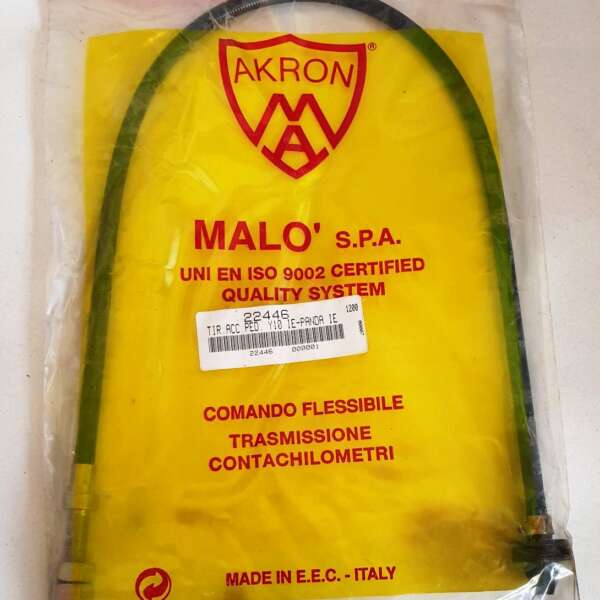 AKRON
®
MA
MALO' S.P.A.
UNI EN ISO 9002 CERTIFIED
QUALITY SYSTEM
22446
1200
TIR ACC PED Y10 IE-PANDA IE
22446 000001
COMANDO FLESSIBILE
TRASMISSIONE
CONTACHILOMETRI
MADE IN E.E.C. - ITALY